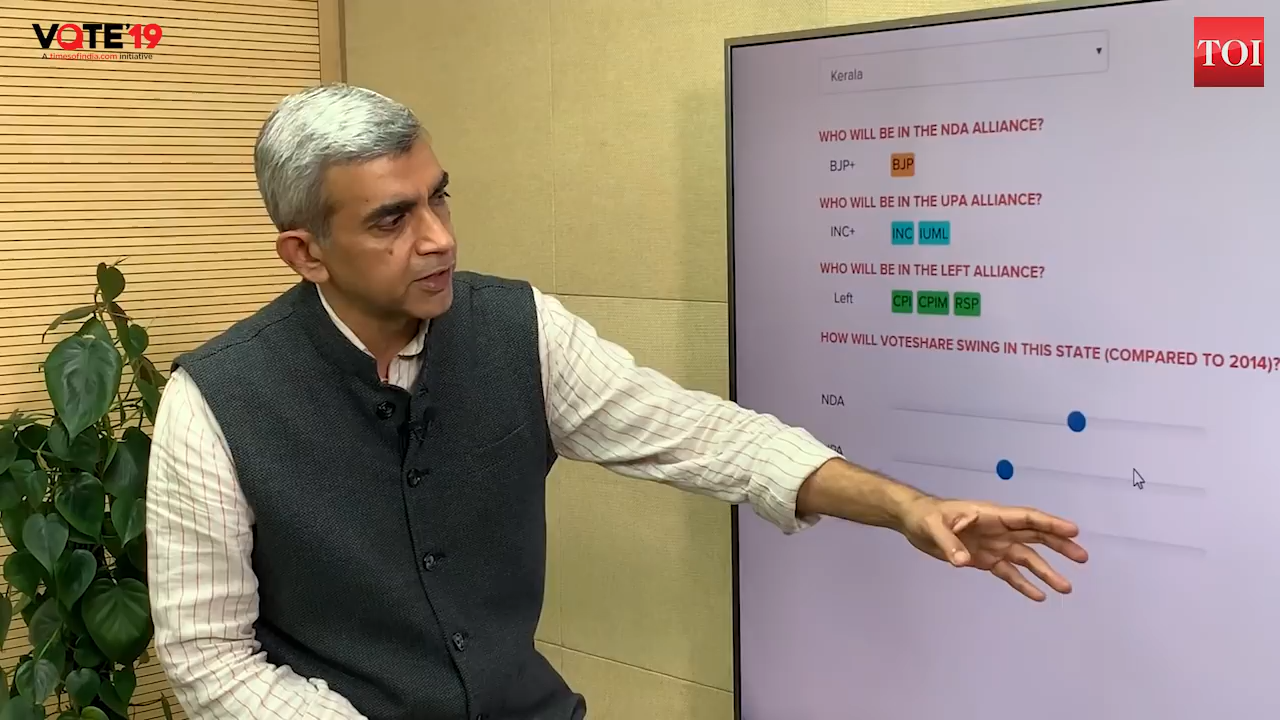 VOTE'19
A timesofindia.com initiative
TOI
Kerala
WHO WILL BE IN THE NDA ALLIANCE?
BJP+ BJP
WHO WILL BE IN THE UPA ALLIANCE?
INC+ INC IUML
WHO WILL BE IN THE LEFT ALLIANCE?
Left CPI CPIM RSP
HOW WILL VOTESHARE SWING IN THIS STATE (COMPARED TO 2014)?
NDA